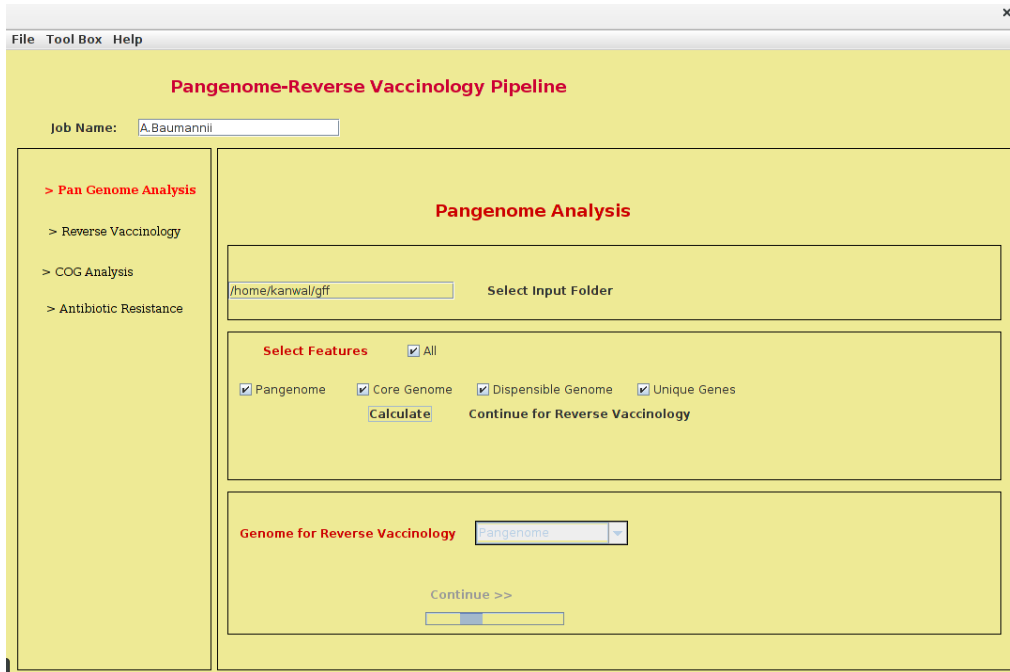 File Tool Box Help
Pangenome-Reverse Vaccinology Pipeline
Job Name: A.Baumannii
> Pan Genome Analysis
> Reverse Vaccinology
> COG Analysis
> Antibiotic Resistance
Pangenome Analysis
/home/kanwal/gff Select Input Folder
Select Features All
Pangenome Core Genome Dispensible Genome Unique Genes
Calculate Continue for Reverse Vaccinology
Genome for Reverse Vaccinology Pangenome
Continue >>